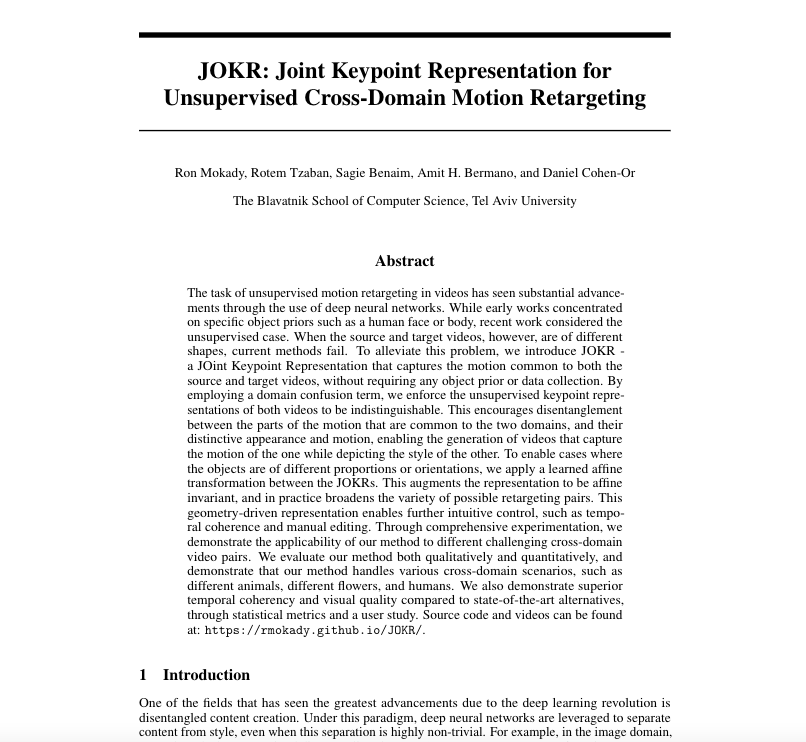 JOKR: Joint Keypoint Representation for
Unsupervised Cross-Domain Motion Retargeting
Ron Mokady, Rotem Tzaban, Sagie Benaim, Amit H. Bermano, and Daniel Cohen-Or
The Blavatnik School of Computer Science, Tel Aviv University
Abstract
The task of unsupervised motion retargeting in videos has seen substantial advance-
ments through the use of deep neural networks. While early works concentrated
on specific object priors such as a human face or body, recent work considered the
unsupervised case. When the source and target videos, however, are of different
shapes, current methods fail. To alleviate this problem, we introduce JOKR -
a JOint Keypoint Representation that captures the motion common to both the
source and target videos, without requiring any object prior or data collection. By
employing a domain confusion term, we enforce the unsupervised keypoint repre-
sentations of both videos to be indistinguishable. This encourages disentanglement
between the parts of the motion that are common to the two domains, and their
distinctive appearance and motion, enabling the generation of videos that capture
the motion of the one while depicting the style of the other. To enable cases where
the objects are of different proportions or orientations, we apply a learned affine
transformation between the JOKRs. This augments the representation to be affine
invariant, and in practice broadens the variety of possible retargeting pairs. This
geometry-driven representation enables further intuitive control, such as tempo-
ral coherence and manual editing. Through comprehensive experimentation, we
demonstrate the applicability of our method to different challenging cross-domain
video pairs. We evaluate our method both qualitatively and quantitatively, and
demonstrate that our method handles various cross-domain scenarios, such as
different animals, different flowers, and humans. We also demonstrate superior
temporal coherency and visual quality compared to state-of-the-art alternatives,
through statistical metrics and a user study. Source code and videos can be found
at: https://rmokady.github.io/JOKR/.
1 Introduction
One of the fields that has seen the greatest advancements due to the deep learning revolution is
disentangled content creation. Under this paradigm, deep neural networks are leveraged to separate
content from style, even when this separation is highly non-trivial. For example, in the image domain,